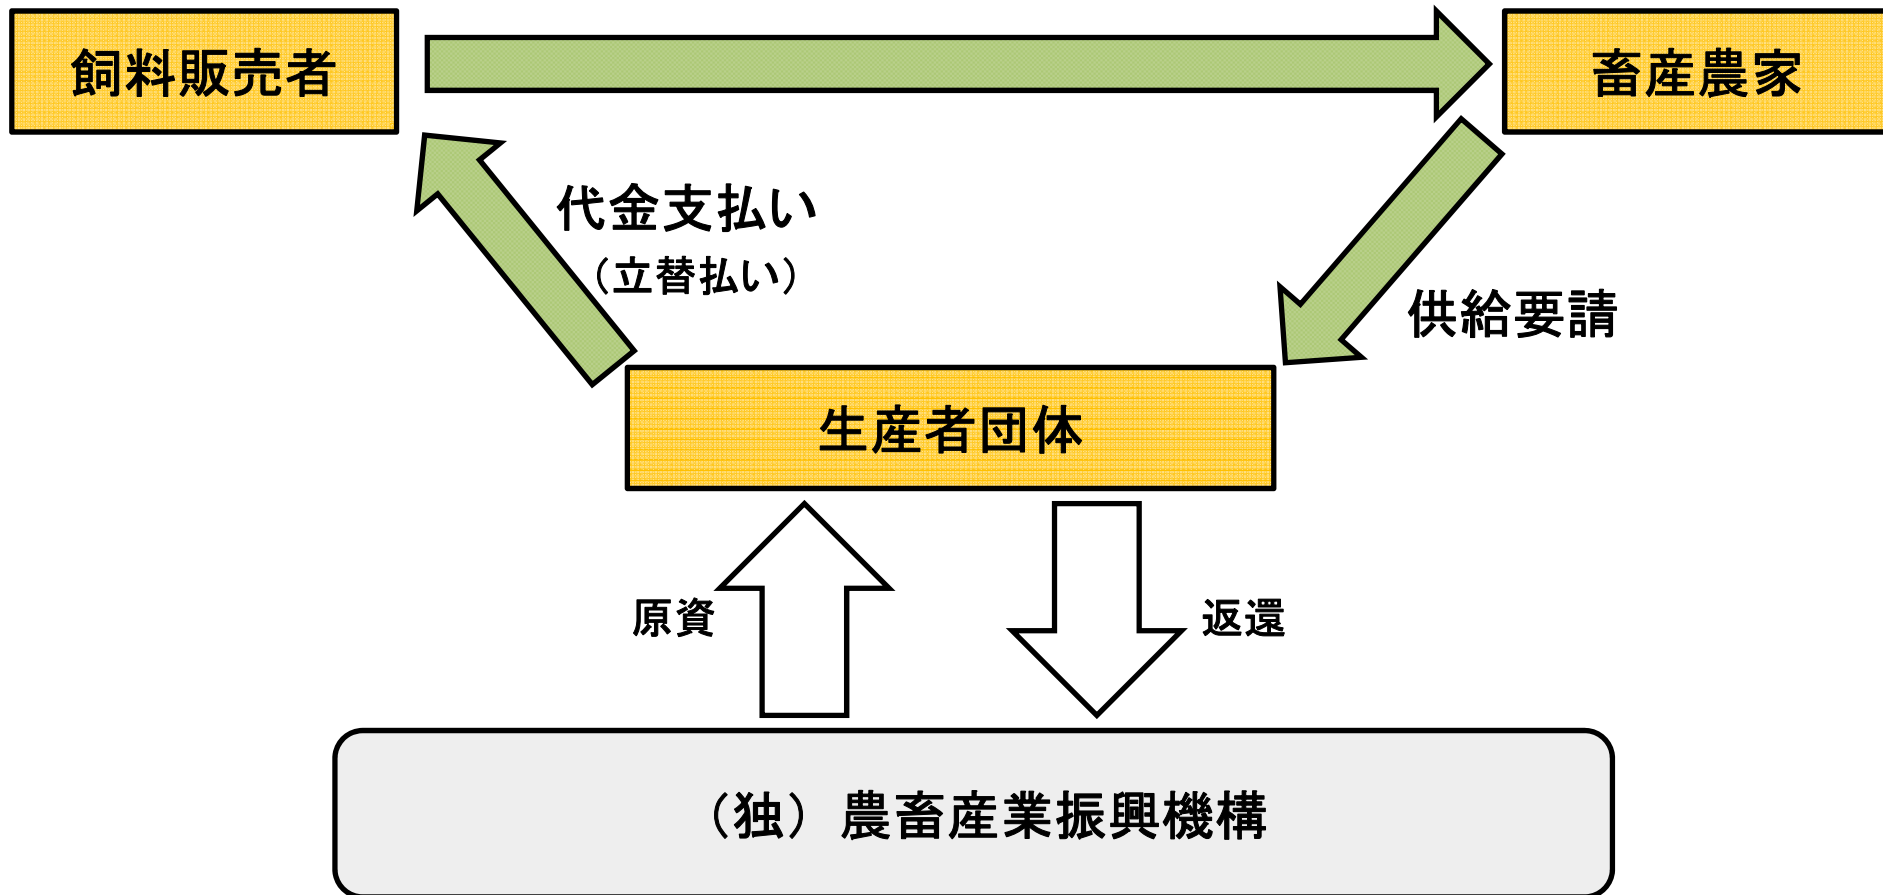 飼料販売者
畜産農家
代金支払い
（立替払い）
供給要請
生産者団体
原資
返還
（独）農畜産業振興機構